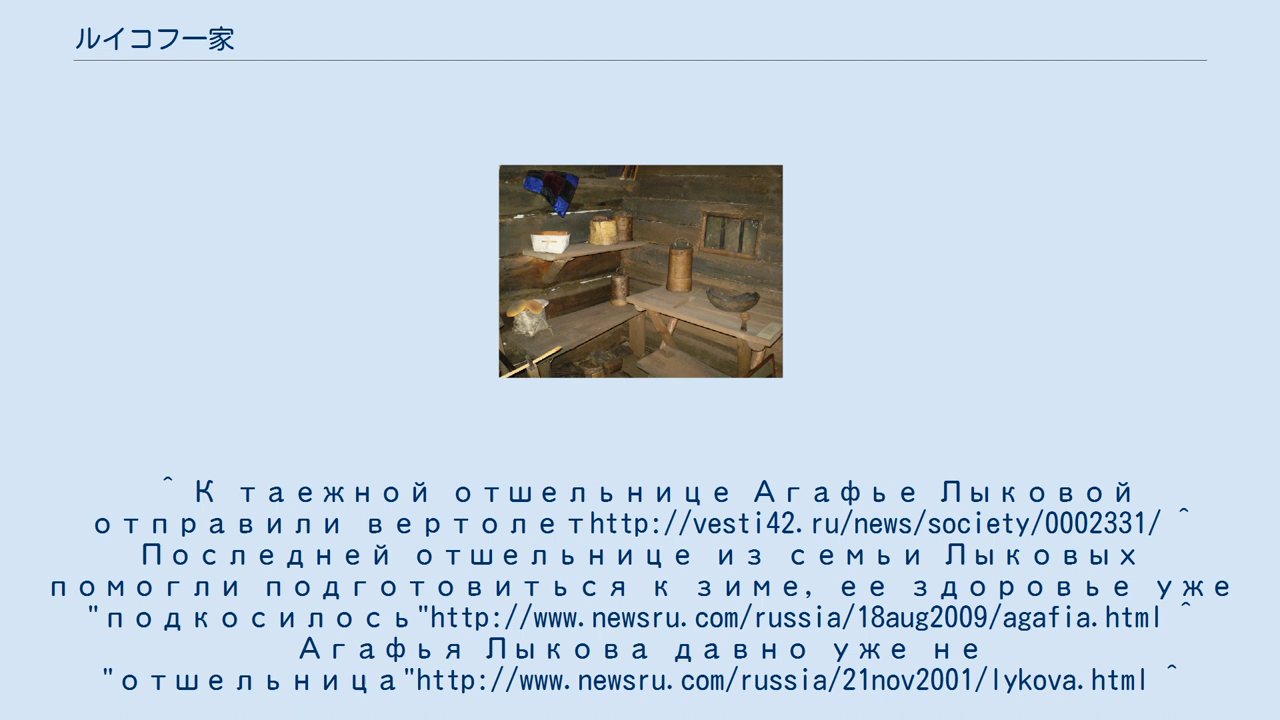 ルイコフ一家
^ К таежной отшельнице Агафье Лыковой
отправили вертолетhttp://vesti42.ru/news/society/0002331/ ^
Последней отшельнице из семьи Лыковых
помогли подготовиться к зиме, ее здоровье уже
"подкосилось"http://www.newsru.com/russia/18aug2009/agafia.html ^
Агафья Лыкова давно уже не
"отшельница"http://www.newsru.com/russia/21nov2001/lykova.html ^